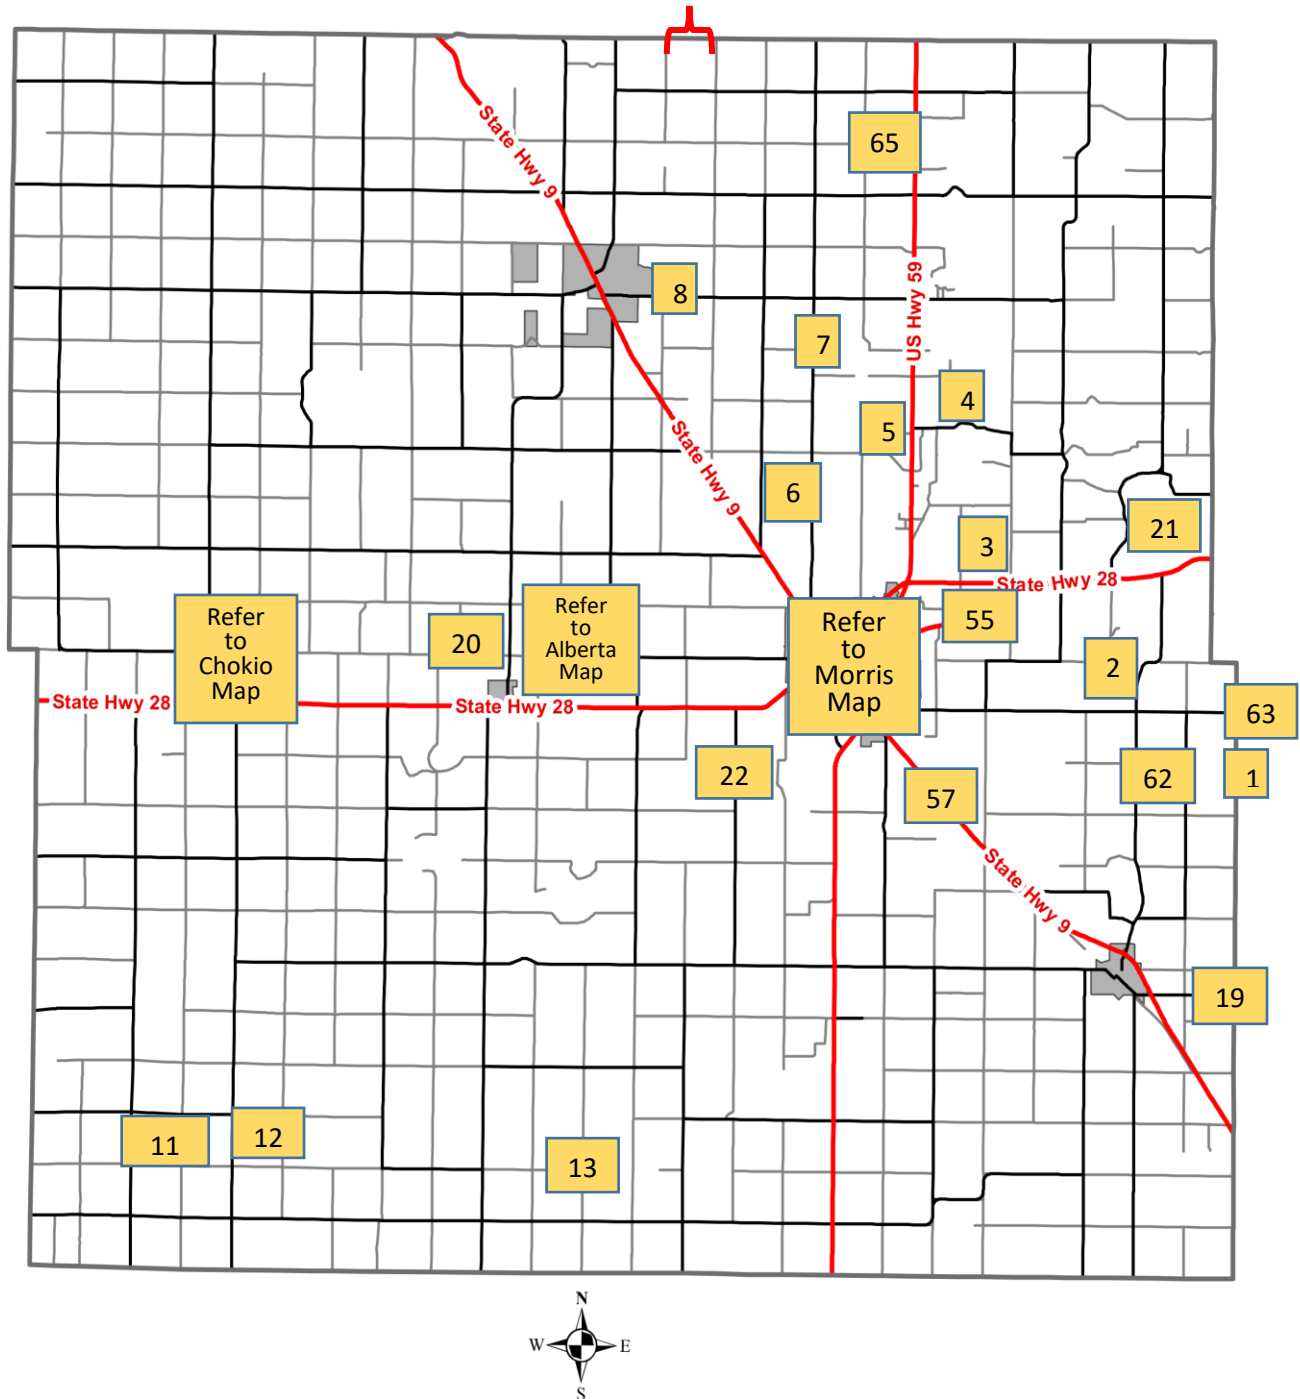 65
State Hwy 9
US Hwy 59
8
7
4
5
State Hwy 9
6
21
3
State Hwy 28
Refer
to
Chokio
Map
20
Refer
to
Alberta
Map
Refer
to
Morris
Map
55
2
State Hwy 28
State Hwy 28
63
22
62
1
57
State Hwy 9
19
11
12
13
N
W
E
S